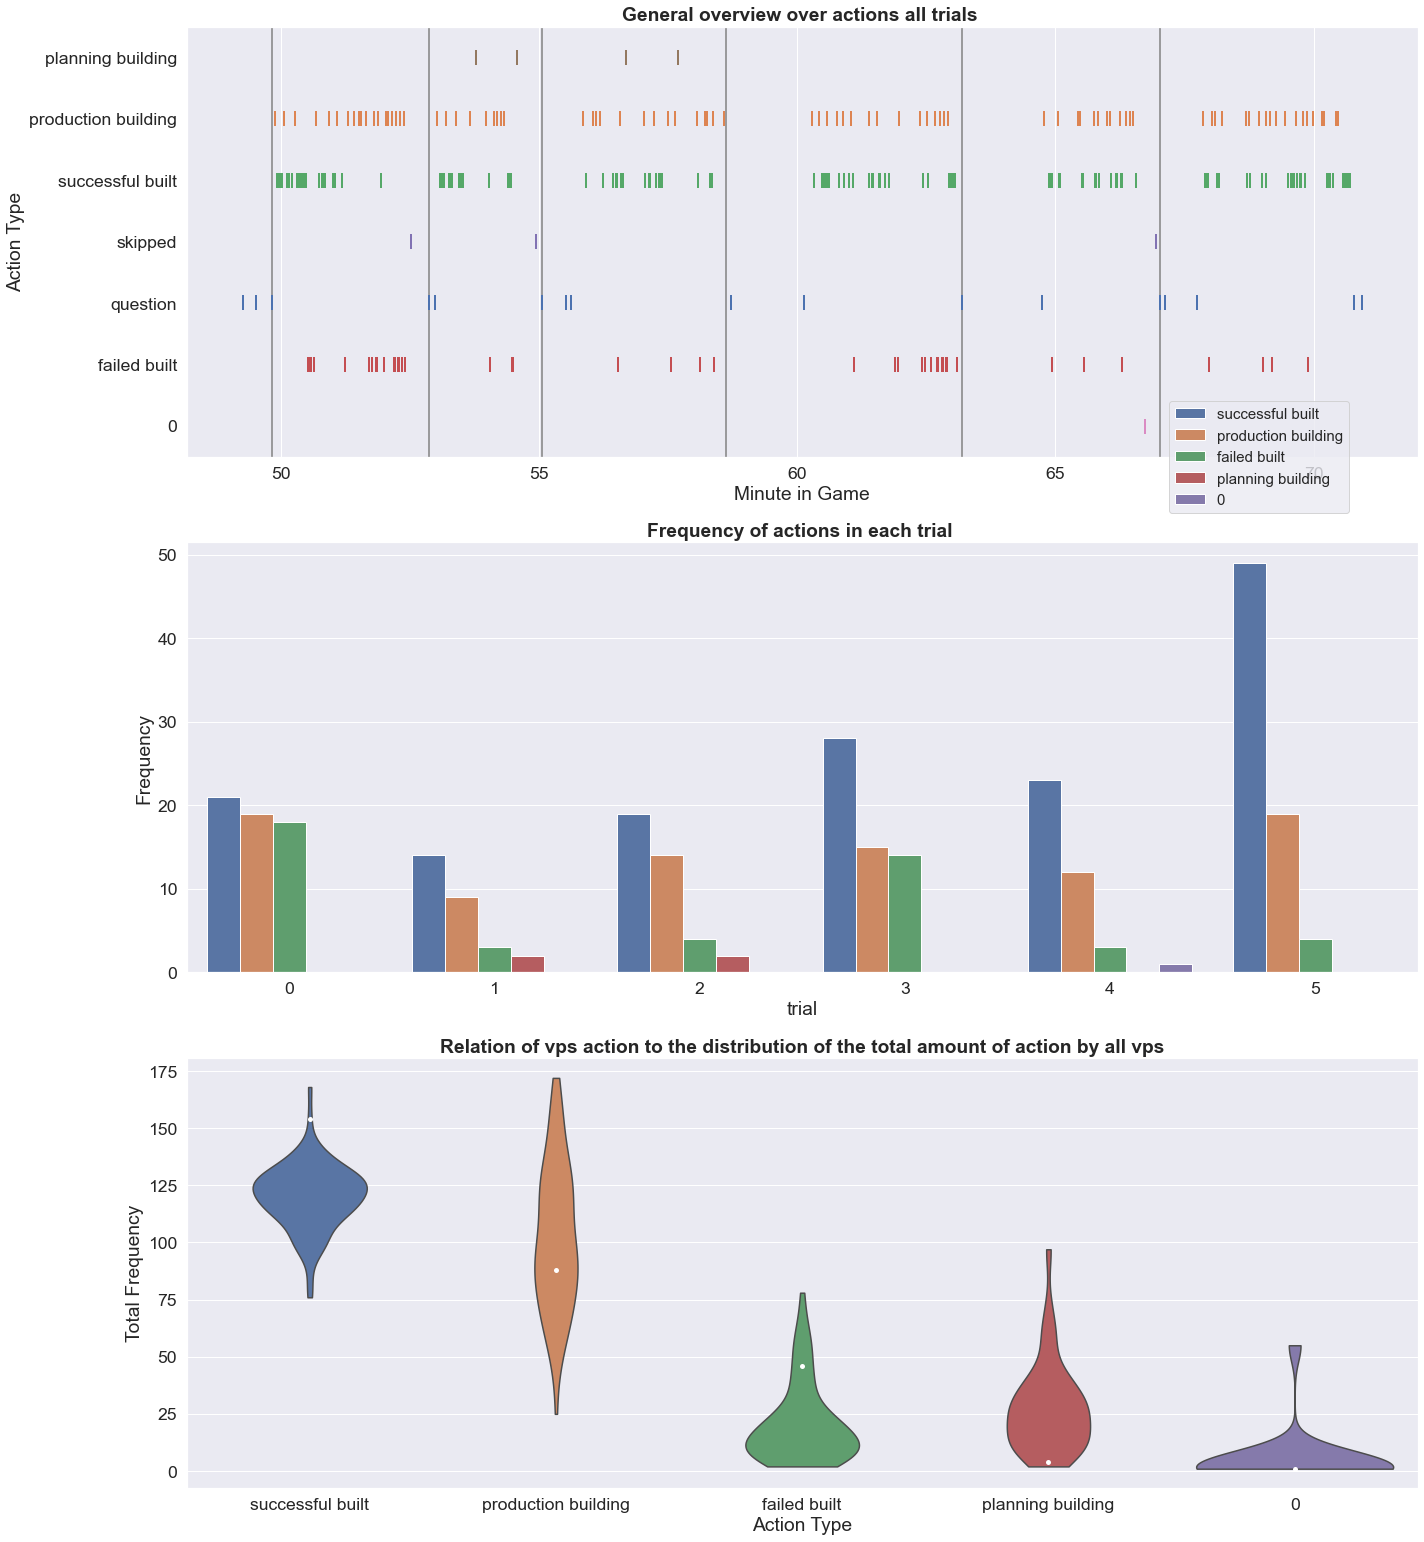 General overview over actions all trials
planning building
production building
successful built
skipped
question
failed built
0
Action Type
50 55 60 65 70
Minute in Game
successful built
production building
failed built
planning building
0
Frequency of actions in each trial
50
40
30
20
10
0
Frequency
0 1 2 3 4 5
trial
Relation of vps action to the distribution of the total amount of action by all vps
175
150
125
100
75
50
25
0
Total Frequency
successful built production building failed built planning building 0
Action Type